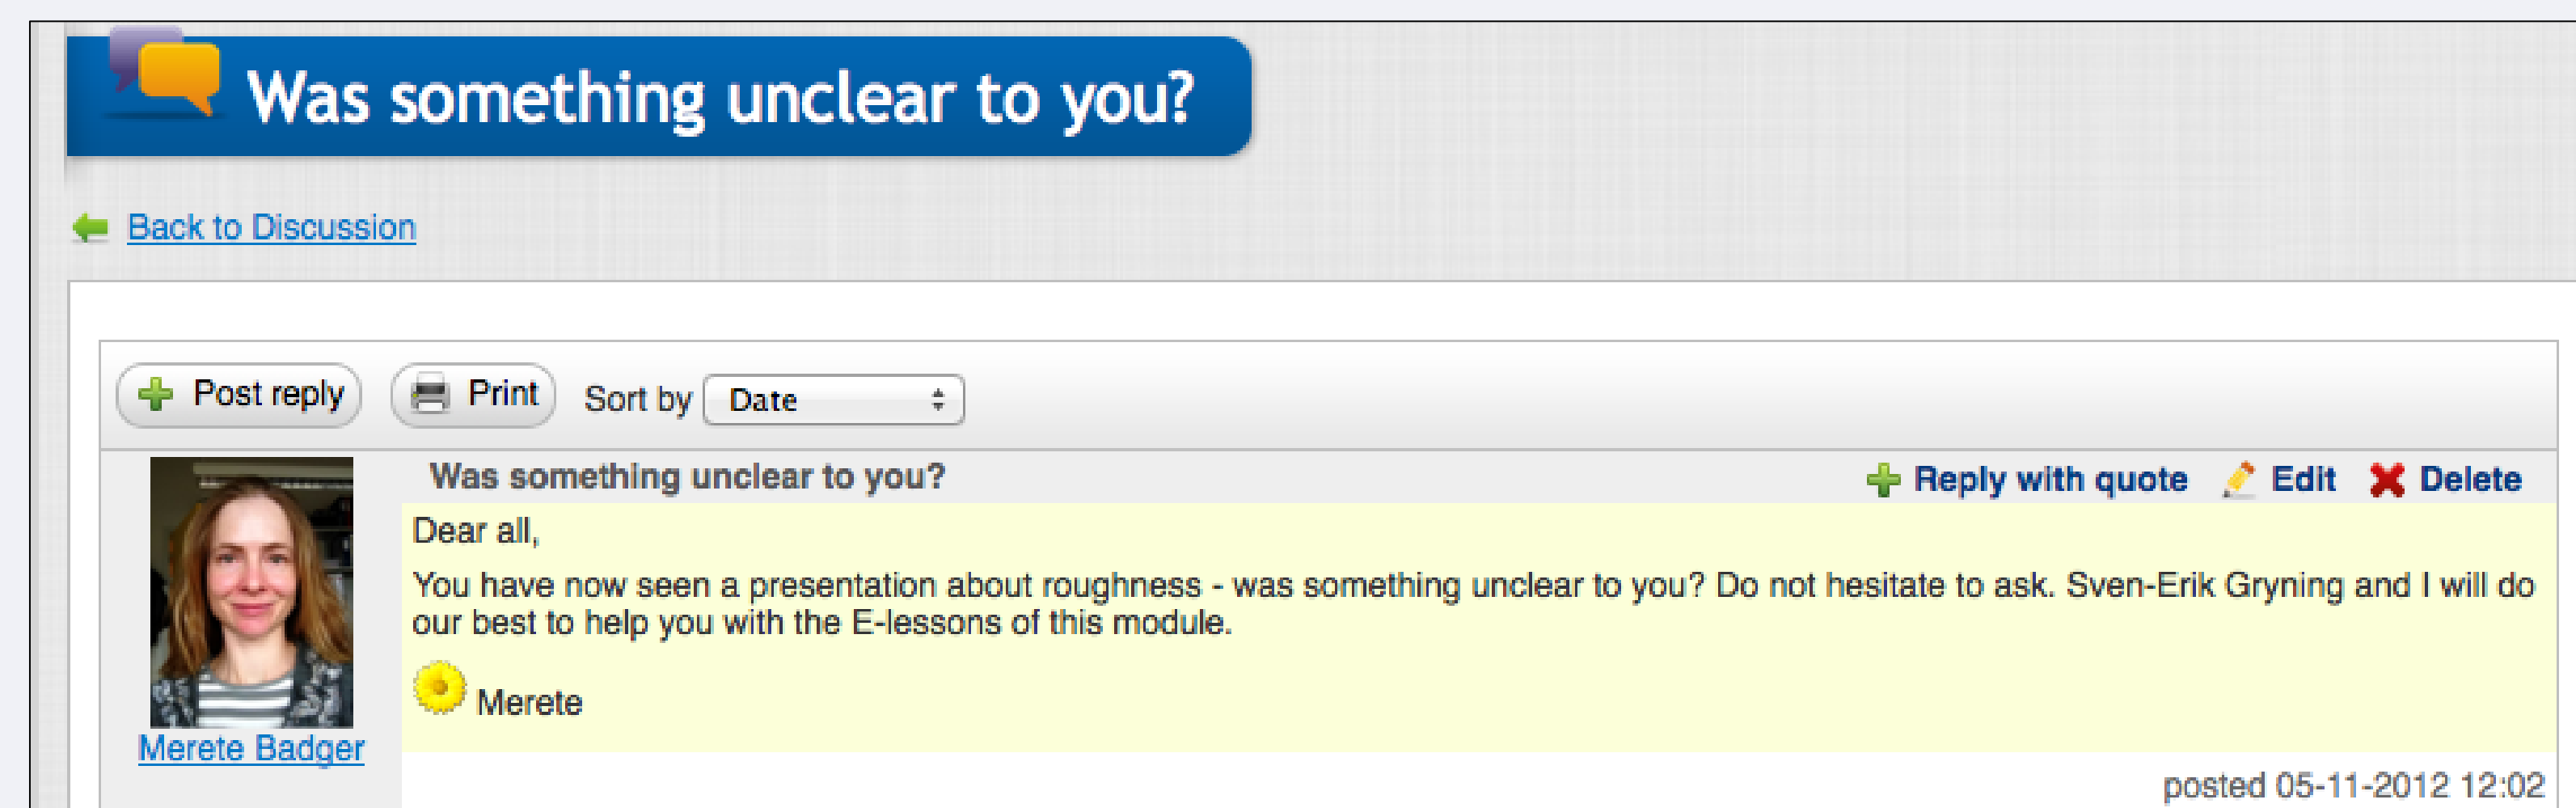 Was something unclear to you?
Back to Discussion
Post reply Print Sort by Date
Was something unclear to you? Reply with quote Edit Delete
Dear all,
You have now seen a presentation about roughness - was something unclear to you? Do not hesitate to ask. Sven-Erik Gryning and I will do
our best to help you with the E-lessons of this module.
Merete
Merete Badger
posted 05-11-2012 12:02